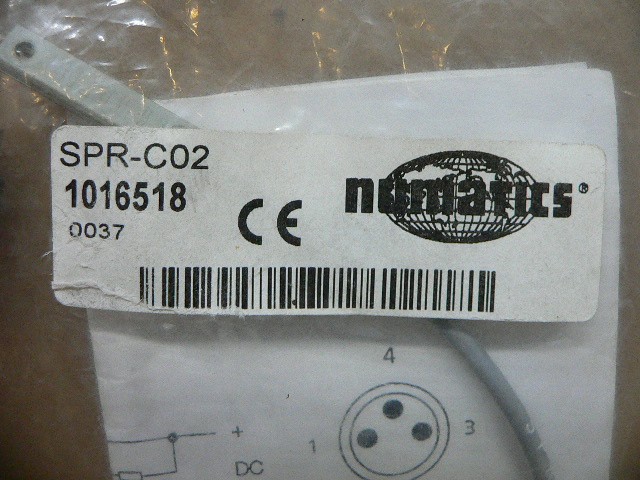 SPR-C02
1016518
0037
CE
numatics®
4
1
3
+
DC